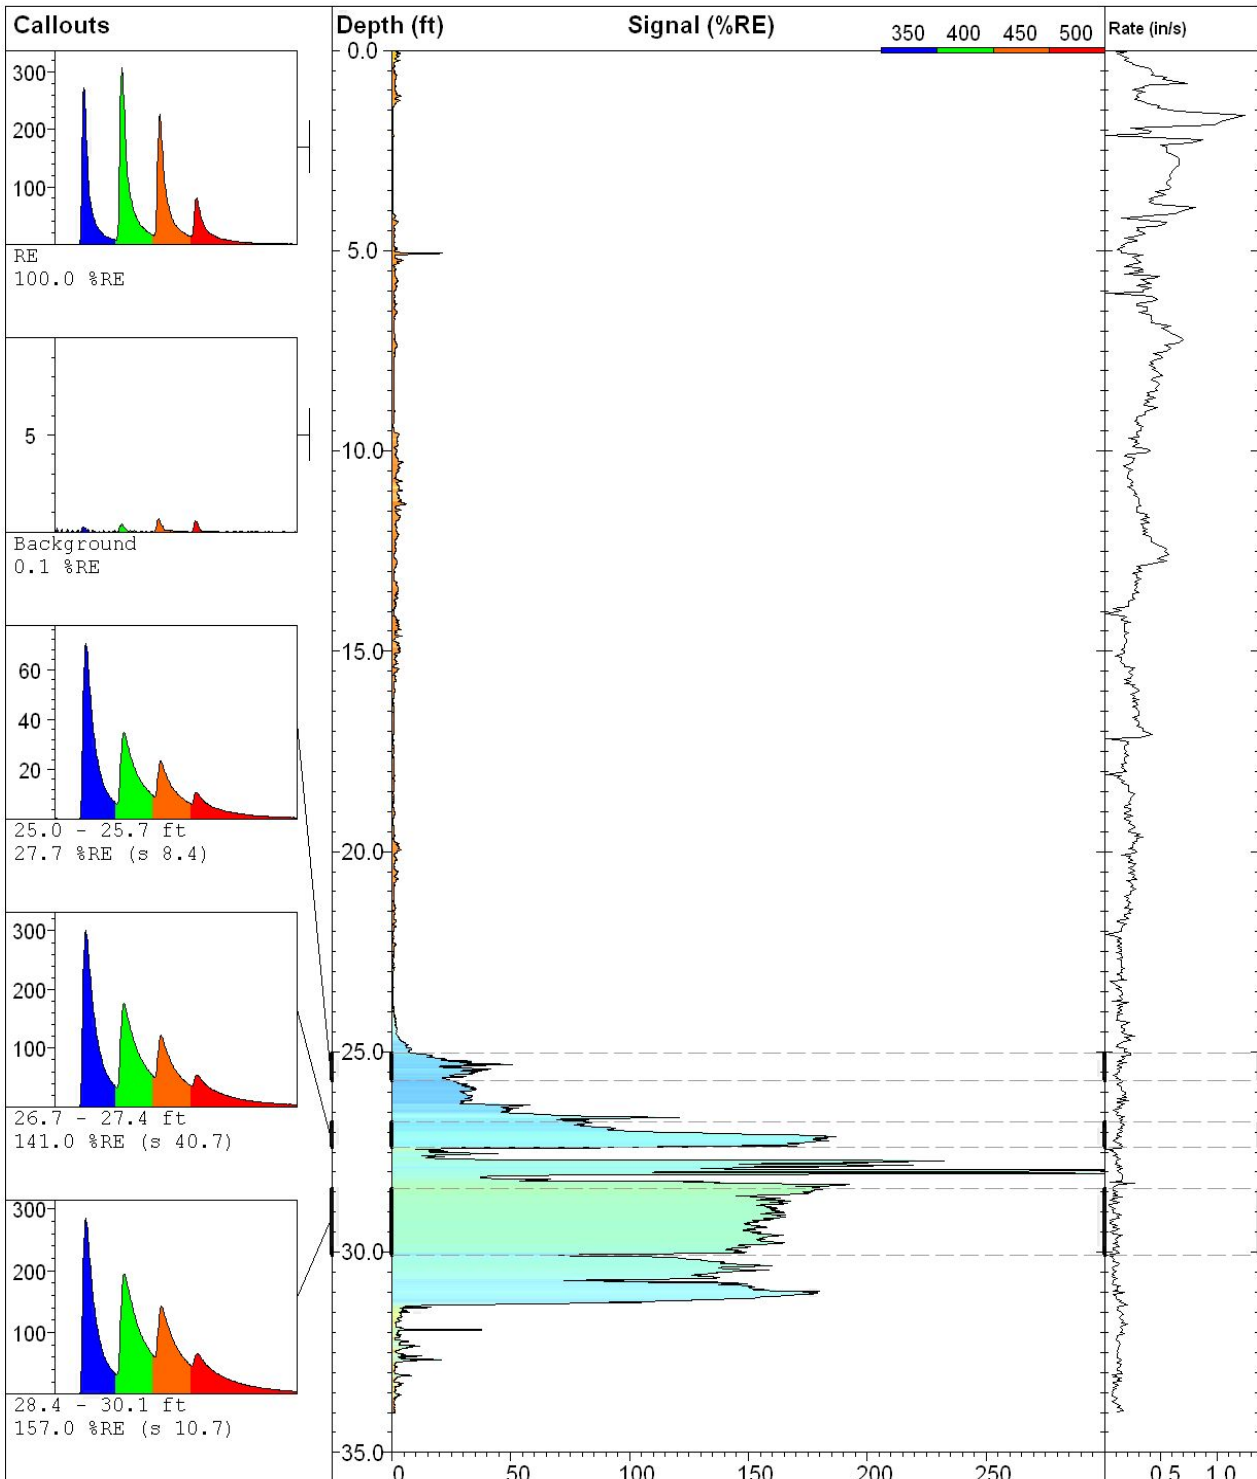 Callouts
Depth (ft)
Signal (%RE)
350 400 450 500
Rate (in/s)
300
200
100
RE
100.0 %RE
5
Background
0.1 %RE
60
40
20
25.0 - 25.7 ft
27.7 %RE (s 8.4)
300
200
100
26.7 - 27.4 ft
141.0 %RE (s 40.7)
300
200
100
28.4 - 30.1 ft
157.0 %RE (s 10.7)
0.0
5.0
10.0
15.0
20.0
25.0
30.0
35.0
0 50 100 150 200 250
0.5 1.0